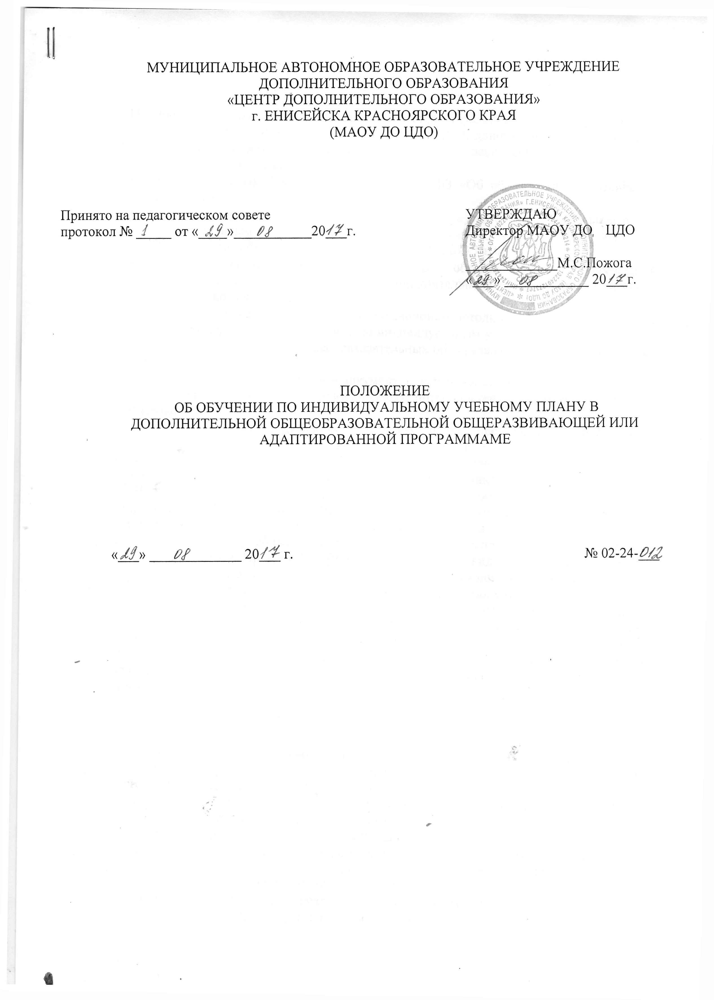 МУНИЦИПАЛЬНОЕ АВТОНОМНОЕ ОБРАЗОВАТЕЛЬНОЕ УЧРЕЖДЕНИЕ
ДОПОЛНИТЕЛЬНОГО ОБРАЗОВАНИЯ
«ЦЕНТР ДОПОЛНИТЕЛЬНОГО ОБРАЗОВАНИЯ»
г. ЕНИСЕЙСКА КРАСНОЯРСКОГО КРАЯ
(МАОУ ДО ЦДО)
Принято на педагогическом совете
протокол № 1 от «29» 08 2017 г.
УТВЕРЖДАЮ
Директор МАОУ ДО ЦДО
М.С.Пожога
«29» 08 2017 г.
ПОЛОЖЕНИЕ
ОБ ОБУЧЕНИИ ПО ИНДИВИДУАЛЬНОМУ УЧЕБНОМУ ПЛАНУ В
ДОПОЛНИТЕЛЬНОЙ ОБЩЕОБРАЗОВАТЕЛЬНОЙ ОБЩЕРАЗВИВАЮЩЕЙ ИЛИ
АДАПТИРОВАННОЙ ПРОГРАММАМЕ
«29» 08 2017 г.
№ 02-24-012